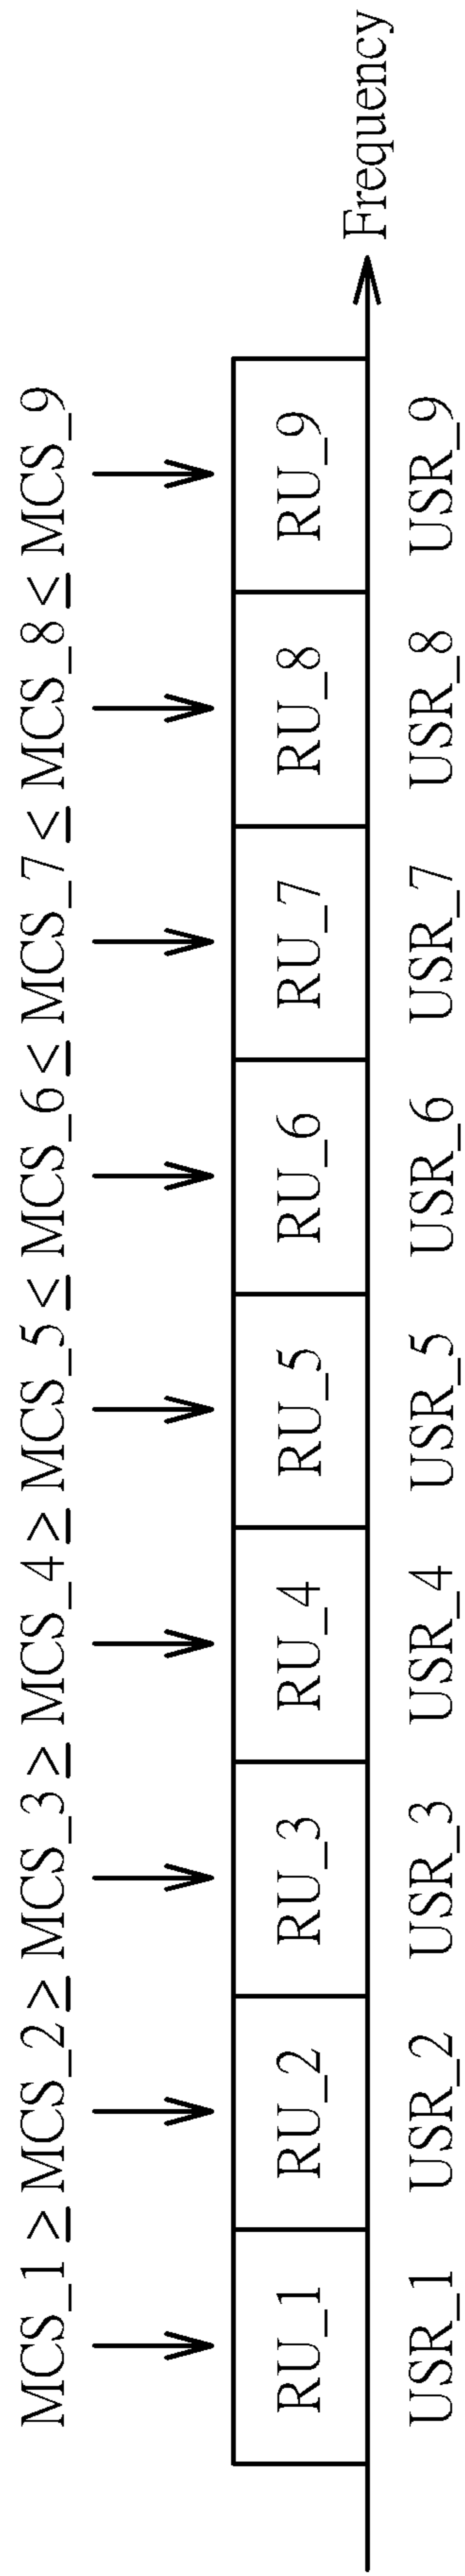 MCS_1 ≥ MCS_2 ≥ MCS_3 ≥ MCS_4 ≥ MCS_5 ≤ MCS_6 ≤ MCS_7 ≤ MCS_8 ≤ MCS_9
RU_1 RU_2 RU_3 RU_4 RU_5 RU_6 RU_7 RU_8 RU_9
Frequency
USR_1 USR_2 USR_3 USR_4 USR_5 USR_6 USR_7 USR_8 USR_9